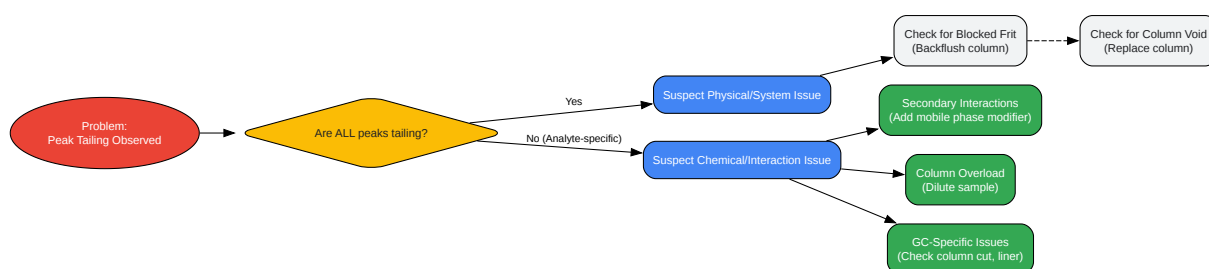 Problem:
Peak Tailing Observed
Are ALL peaks tailing?
Yes
No (Analyte-specific)
Suspect Physical/System Issue
Suspect Chemical/Interaction Issue
Check for Blocked Frit
(Backflush column)
Check for Column Void
(Replace column)
Secondary Interactions
(Add mobile phase modifier)
Column Overload
(Dilute sample)
GC-Specific Issues
(Check column cut, liner)